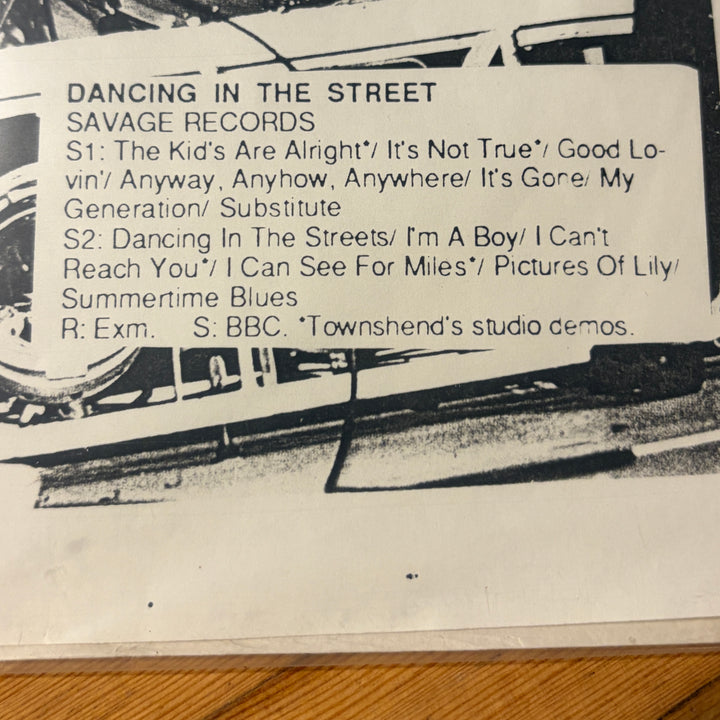 DANCING IN THE STREET
SAVAGE RECORDS
S1: The Kid's Are Alright*/ It's Not True*/ Good Lo-
vin'/ Anyway, Anyhow, Anywhere/ It's Gone/ My
Generation/ Substitute
S2: Dancing In The Streets/ I'm A Boy/ I Can't
Reach You*/ I Can See For Miles*/ Pictures Of Lily/
Summertime Blues
R: Exm. S: BBC. *Townshend's studio demos.